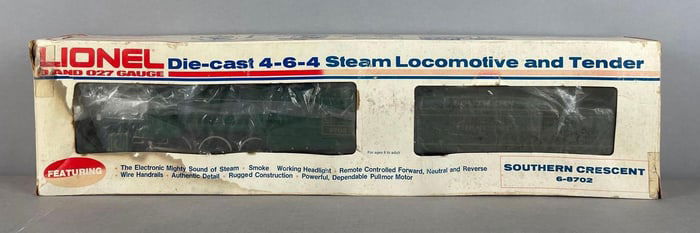 LIONEL
O AND O27 GAUGE
Die-cast 4-6-4 Steam Locomotive and Tender
8702
For ages 8 to adult
FEATURING
• The Electronic Mighty Sound of Steam • Smoke • Working Headlight • Remote Controlled Forward, Neutral and Reverse
• Wire Handrails • Authentic Detail • Rugged Construction • Powerful, Dependable Pullmor Motor
SOUTHERN CRESCENT
6-8702